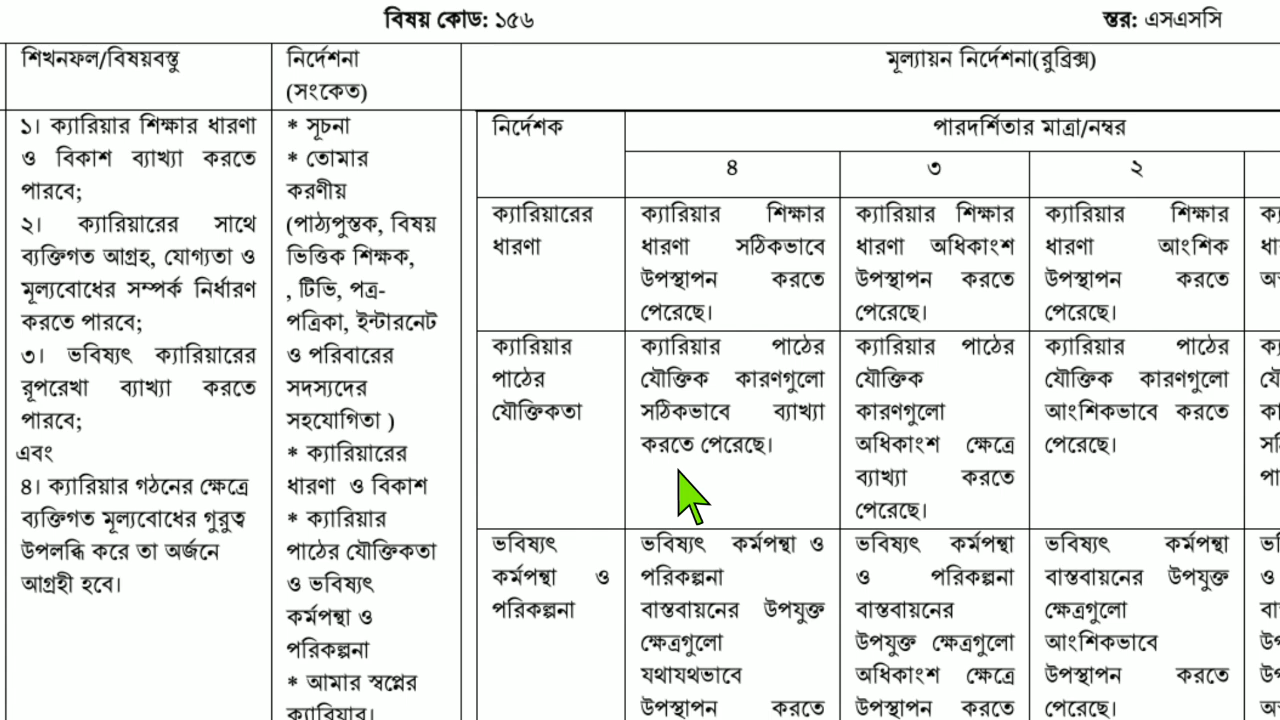 বিষয় কোড: ১৫৬
স্তর: এসএসসি
শিখনফল/বিষয়বস্তু
নির্দেশনা
(সংকেত)
মূল্যায়ন নির্দেশনা(রুব্রিক্স)
১। ক্যারিয়ার শিক্ষার ধারণা
ও বিকাশ ব্যাখ্যা করতে
পারবে;
২। ক্যারিয়ারের সাথে
ব্যক্তিগত আগ্রহ, যোগ্যতা ও
মূল্যবোধের সম্পর্ক নির্ধারণ
করতে পারবে;
৩। ভবিষ্যৎ ক্যারিয়ারের
রূপরেখা ব্যাখ্যা করতে
পারবে;
এবং
৪। ক্যারিয়ার গঠনের ক্ষেত্রে
ব্যক্তিগত মূল্যবোধের গুরুত্ব
উপলব্ধি করে তা অর্জনে
আগ্রহী হবে।
* সূচনা
* তোমার
করণীয়
(পাঠ্যপুস্তক, বিষয়
ভিত্তিক শিক্ষক,
, টিভি, পত্র-
পত্রিকা, ইন্টারনেট
ও পরিবারের
সদস্যদের
সহযোগিতা )
* ক্যারিয়ারের
ধারণা ও বিকাশ
* ক্যারিয়ার
পাঠের যৌক্তিকতা
ও ভবিষ্যৎ
কর্মপন্থা ও
পরিকল্পনা
* আমার স্বপ্নের
ক্যারিয়ার।
নির্দেশক
পারদর্শিতার মাত্রা/নম্বর
৪
৩
২
ক্যারিয়ারের
ধারণা
ক্যারিয়ার শিক্ষার
ধারণা সঠিকভাবে
উপস্থাপন করতে
পেরেছে।
ক্যারিয়ার শিক্ষার
ধারণা অধিকাংশ
উপস্থাপন করতে
পেরেছে।
ক্যারিয়ার শিক্ষার
ধারণা আংশিক
উপস্থাপন করতে
পেরেছে।
ক্যারিয়ার
পাঠের
যৌক্তিকতা
ক্যারিয়ার পাঠের
যৌক্তিক কারণগুলো
সঠিকভাবে ব্যাখ্যা
করতে পেরেছে।
ক্যারিয়ার পাঠের
যৌক্তিক
কারণগুলো
অধিকাংশ ক্ষেত্রে
ব্যাখ্যা করতে
পেরেছে।
ক্যারিয়ার পাঠের
যৌক্তিক কারণগুলো
আংশিকভাবে করতে
পেরেছে।
ভবিষ্যৎ
কর্মপন্থা ও
পরিকল্পনা
ভবিষ্যৎ কর্মপন্থা ও
পরিকল্পনা
বাস্তবায়নের উপযুক্ত
ক্ষেত্রগুলো
যথাযথভাবে
উপস্থাপন করতে
ভবিষ্যৎ কর্মপন্থা
ও পরিকল্পনা
বাস্তবায়নের
উপযুক্ত ক্ষেত্রগুলো
অধিকাংশ ক্ষেত্রে
উপস্থাপন করতে
ভবিষ্যৎ কর্মপন্থা
বাস্তবায়নের উপযুক্ত
ক্ষেত্রগুলো
আংশিকভাবে
উপস্থাপন করতে
পেরেছে।